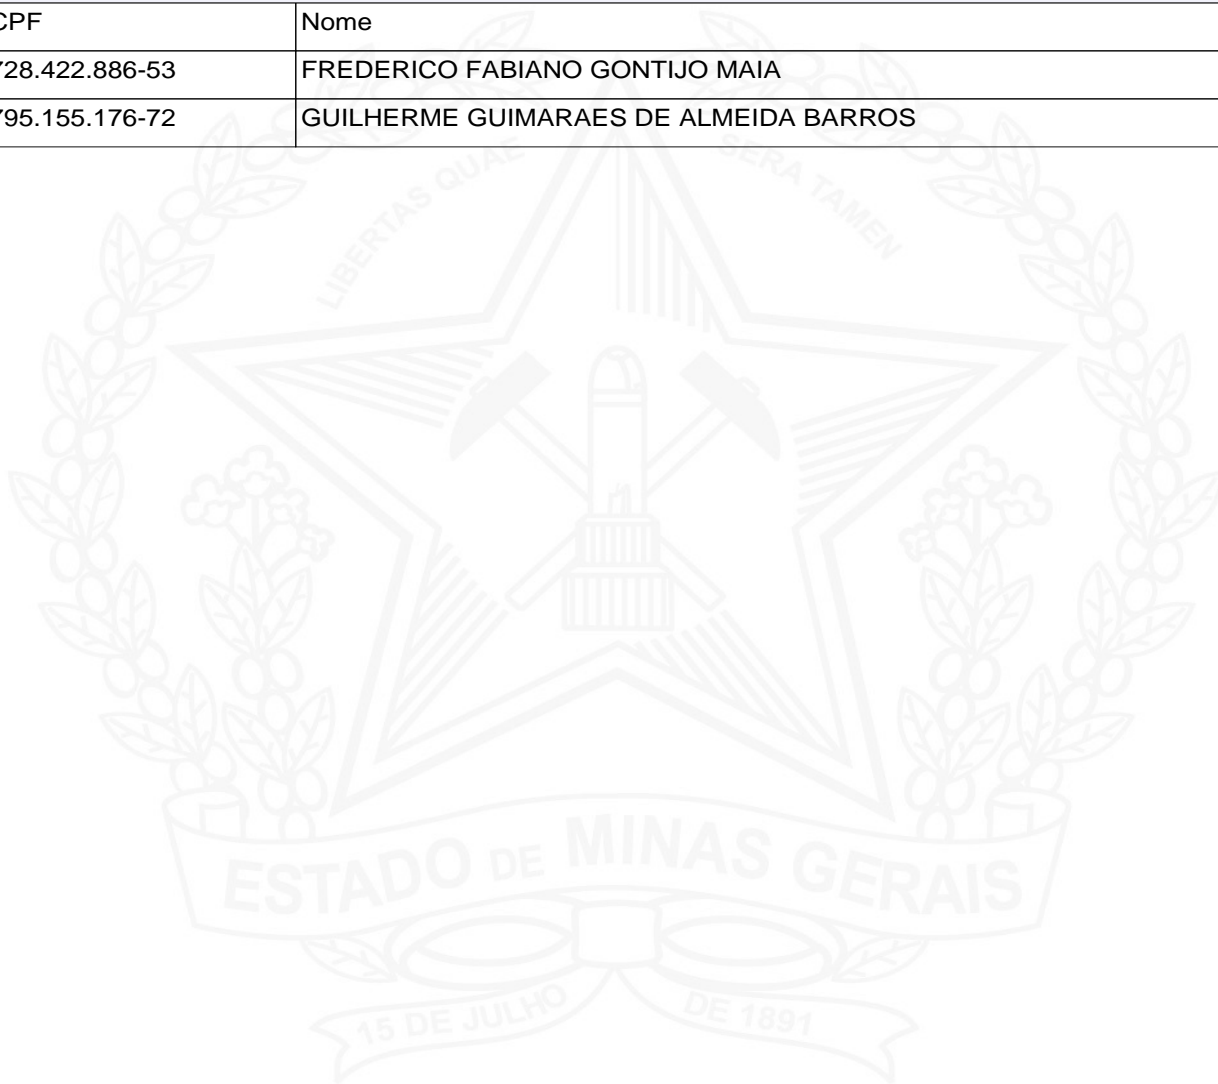 CPF Nome
728.422.886-53 FREDERICO FABIANO GONTIJO MAIA
795.155.176-72 GUILHERME GUIMARAES DE ALMEIDA BARROS
LIBERTAS QUAE SERA TAMEN
ESTADO DE MINAS GERAIS
15 DE JULHO DE 1891